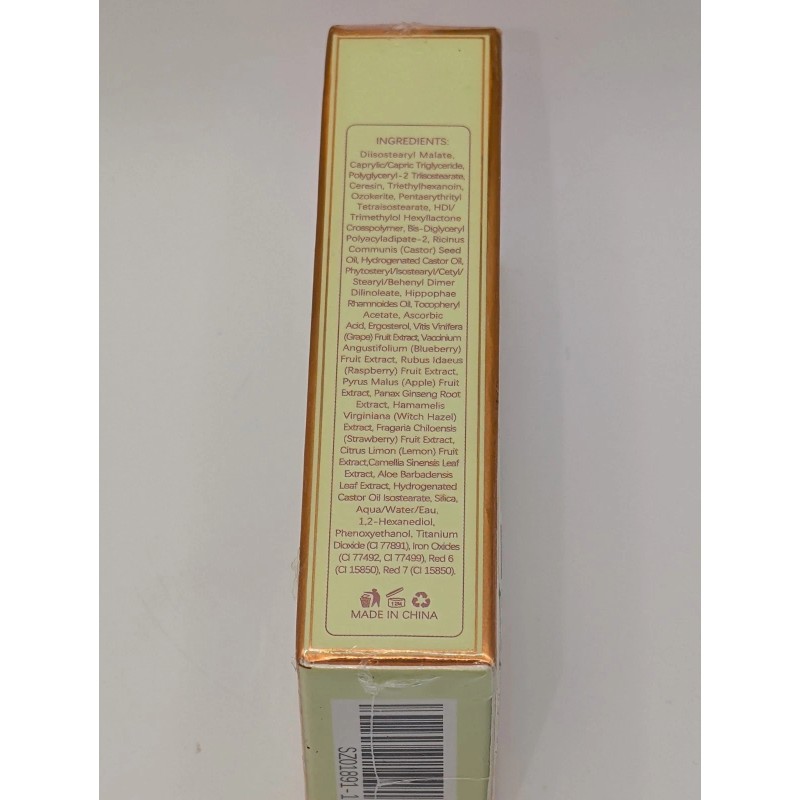 INGREDIENTS:
Diisostearyl Malate,
Caprylic/Capric Triglyceride,
Polyglyceryl-2 Triisostearate,
Ceresin, Triethylhexanoin,
Ozokerite, Pentaerythrityl
Tetraisostearate, HDI/
Trimethylol Hexyllactone
Crosspolymer, Bis-Diglyceryl
Polyacyladipate-2, Ricinus
Communis (Castor) Seed
Oil, Hydrogenated Castor Oil,
Phytosteryl/Isostearyl/Cetyl/
Stearyl/Behenyl Dimer
Dilinoleate, Hippophae
Rhamnoides Oil, Tocopheryl
Acetate, Ascorbic
Acid, Ergosterol, Vitis Vinifera
(Grape) Fruit Extract, Vaccinium
Angustifolium (Blueberry)
Fruit Extract, Rubus Idaeus
(Raspberry) Fruit Extract,
Pyrus Malus (Apple) Fruit
Extract, Panax Ginseng Root
Extract, Hamamelis
Virginiana (Witch Hazel)
Extract, Fragaria Chiloensis
(Strawberry) Fruit Extract,
Citrus Limon (Lemon) Fruit
Extract,Camellia Sinensis Leaf
Extract, Aloe Barbadensis
Leaf Extract, Hydrogenated
Castor Oil Isostearate, Silica,
Aqua/Water/Eau,
1,2-Hexanediol,
Phenoxyethanol, Titanium
Dioxide (CI 77891), Iron Oxides
(CI 77492, CI 77499), Red 6
(CI 15850), Red 7 (CI 15850).
12M
MADE IN CHINA
SZ01891-1